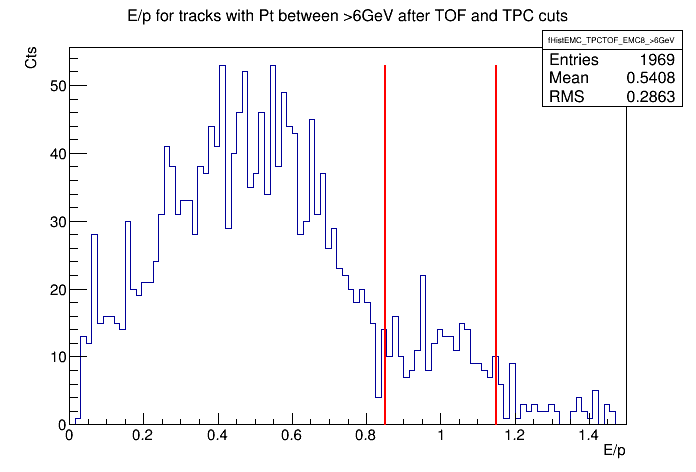 E/p for tracks with Pt between >6GeV after TOF and TPC cuts
fHistEMC_TPCTOF_EMC8_>6GeV
Entries 1969
Mean 0.5408
RMS 0.2863
Cts
50
40
30
20
10
0
0 0.2 0.4 0.6 0.8 1 1.2 1.4
E/p